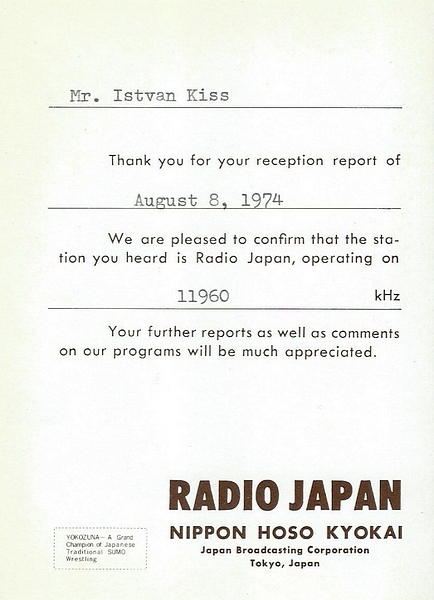 Mr. Istvan Kiss
Thank you for your reception report of
August 8, 1974
We are pleased to confirm that the sta-
tion you heard is Radio Japan, operating on
11960 kHz
Your further reports as well as comments
on our programs will be much appreciated.
RADIO JAPAN
NIPPON HOSO KYOKAI
Japan Broadcasting Corporation
Tokyo, Japan
YOKOZUNA— A Grand
Champion of Japanese
Traditional SUMO
Wrestling